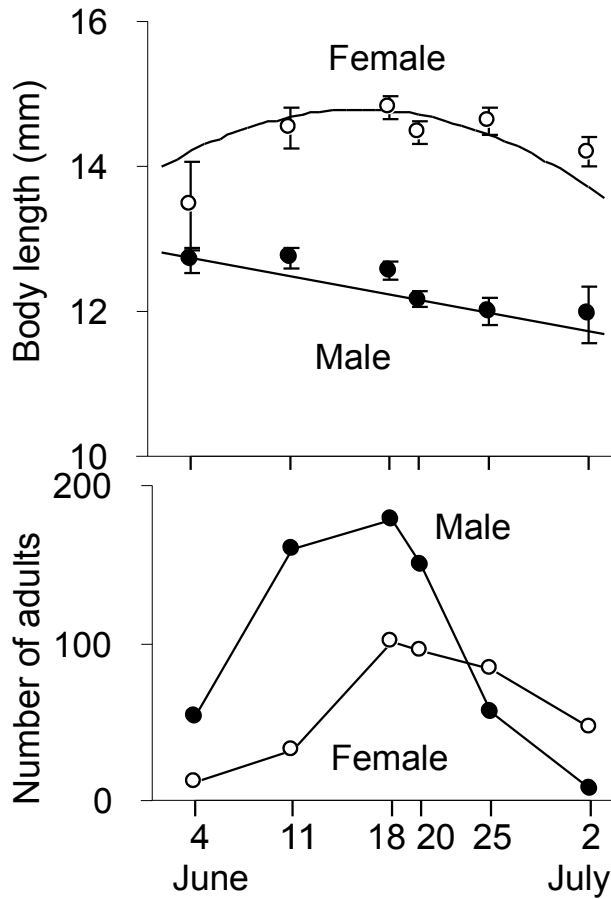 Body length (mm)
16
14
12
10
Female
Male
Number of adults
200
100
0
Male
Female
4 11 18 20 25 2
June July